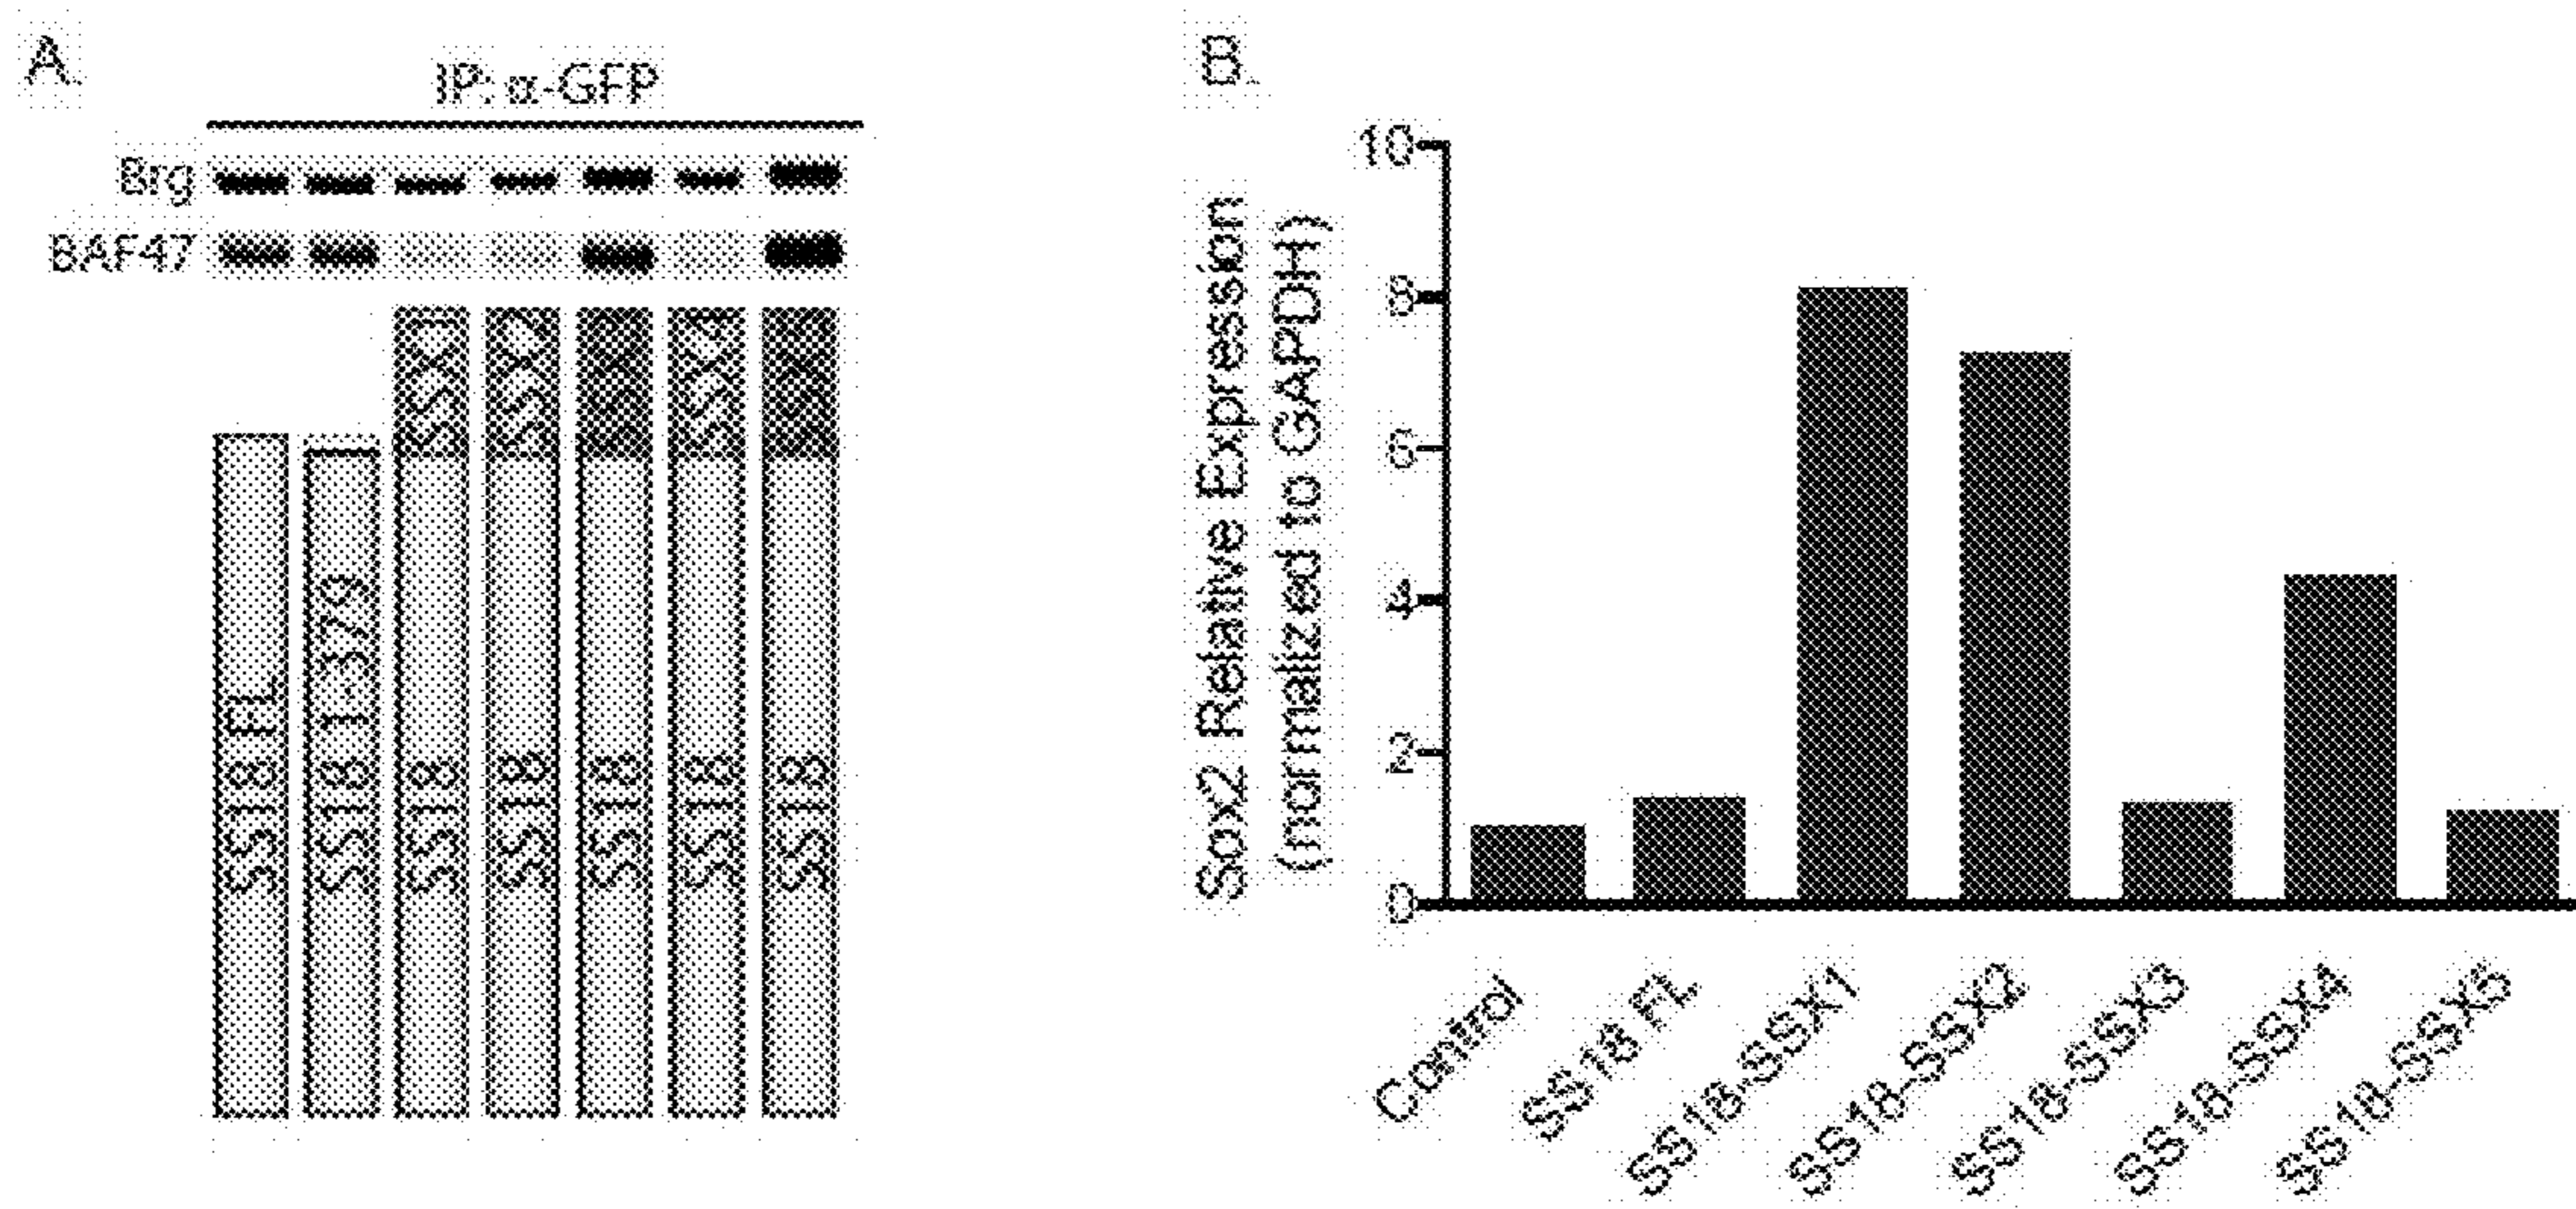 A.
IP: α-GFP
Brg
BAF47
SS18 FL
SS18 1-379
SS18 SSX1
SS18 SSX2
SS18
SS18 SSX4
SS18
B.
Sox2 Relative Expression
(normalized to GAPDH)
10
8
6
4
2
0
Control
SS18 FL
SS18-SSX1
SS18-SSX2
SS18-SSX3
SS18-SSX4
SS18-SSX5